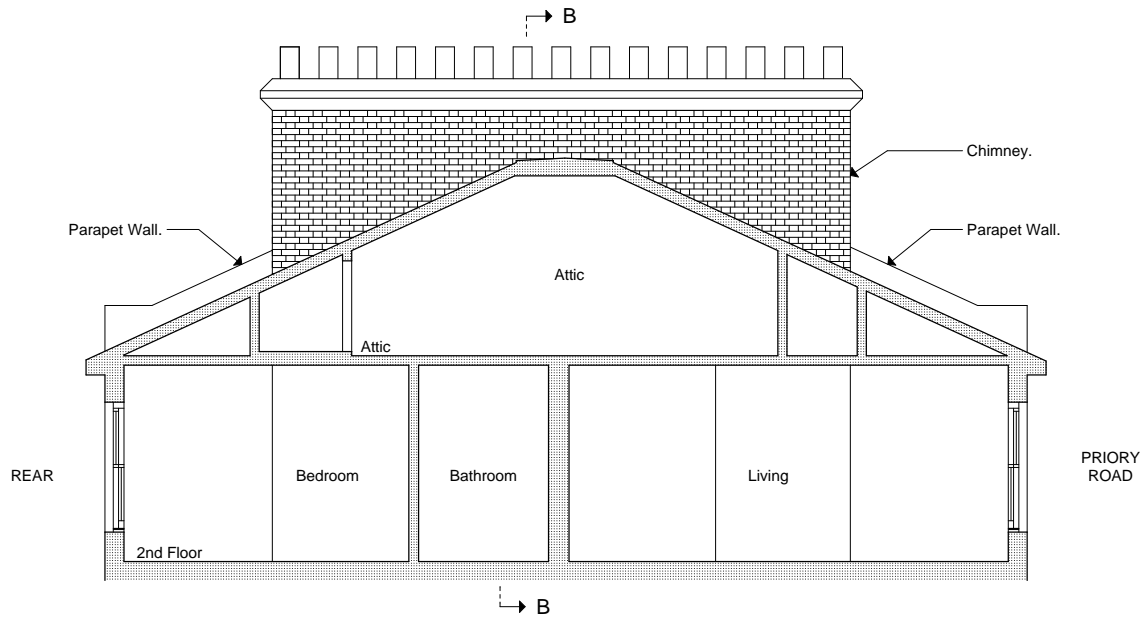 B
Chimney.
Parapet Wall.
Parapet Wall.
Attic
Attic
REAR
Bedroom
Bathroom
Living
PRIORY
ROAD
2nd Floor
B